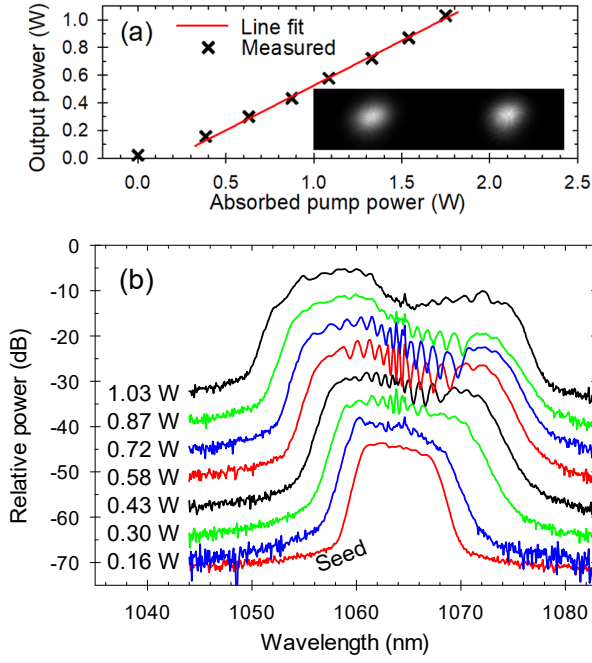 (a)
Line fit
Measured
Output power (W)
1.0
0.8
0.6
0.4
0.2
0.0
0.0 0.5 1.0 1.5 2.0 2.5
Absorbed pump power (W)
(b)
Relative power (dB)
0
-10
-20
-30
-40
-50
-60
-70
1.03 W
0.87 W
0.72 W
0.58 W
0.43 W
0.30 W
0.16 W
Seed
1040 1050 1060 1070 1080
Wavelength (nm)